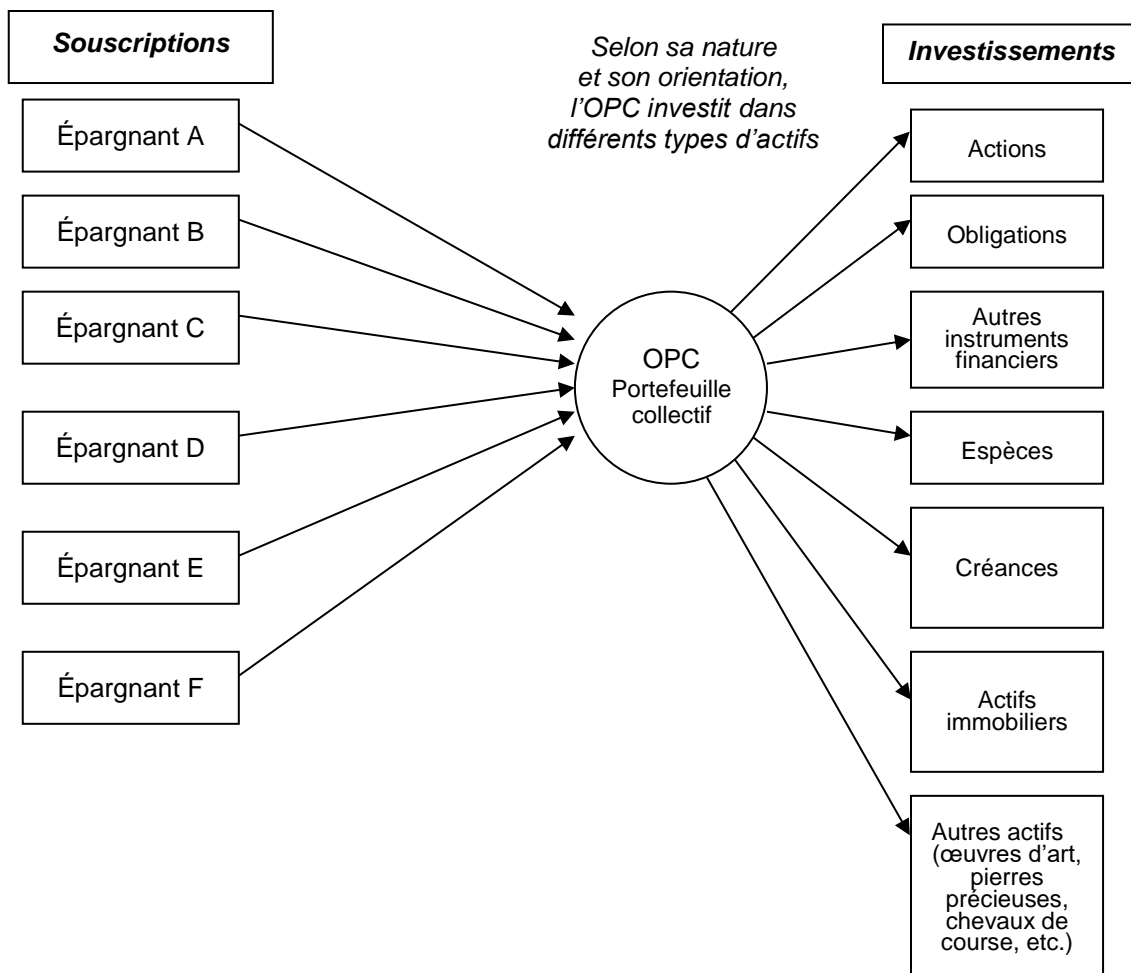 Souscriptions
Épargnant A
Épargnant B
Épargnant C
Épargnant D
Épargnant E
Épargnant F
Selon sa nature
et son orientation,
l’OPC investit dans
différents types d’actifs
OPC
Portefeuille
collectif
Investissements
Actions
Obligations
Autres
instruments
financiers
Espèces
Créances
Actifs
immobiliers
Autres actifs
(œuvres d’art,
pierres
précieuses,
chevaux de
course, etc.)